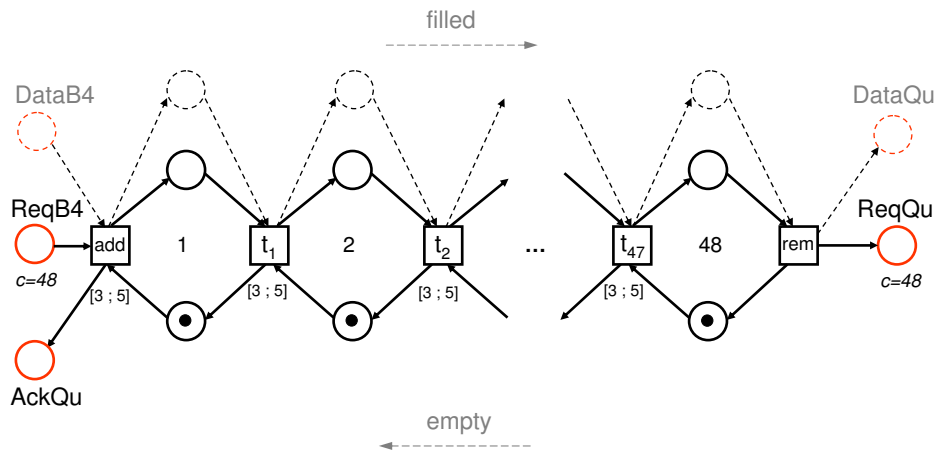 filled
DataB4
DataQu
ReqB4
ReqQu
add
1
t1
2
t2
...
t47
48
rem
c=48
c=48
[3 ; 5]
[3 ; 5]
[3 ; 5]
[3 ; 5]
AckQu
empty